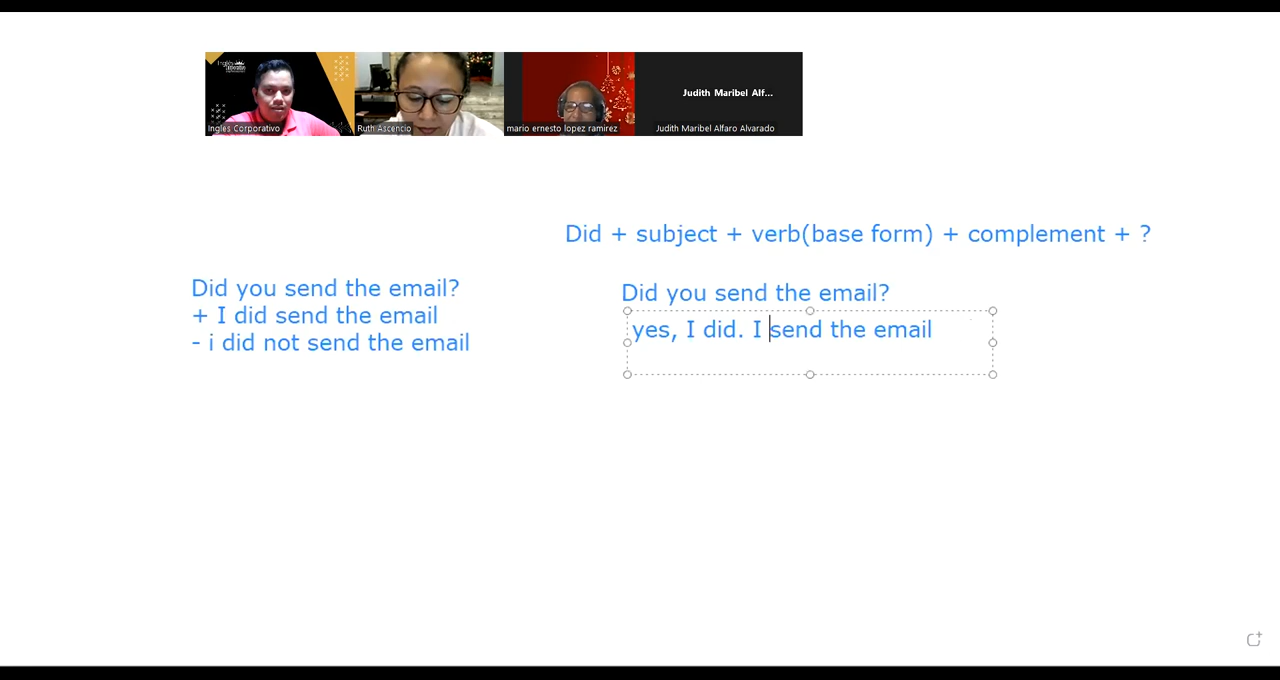 Inglés
Corporativo
Ingles Corporativo
Ruth Ascencio
mario ernesto lopez ramirez
Judith Maribel Alf...
Judith Maribel Alfaro Alvarado
Did + subject + verb(base form) + complement + ?
Did you send the email?
+ I did send the email
- i did not send the email
Did you send the email?
yes, I did. I send the email